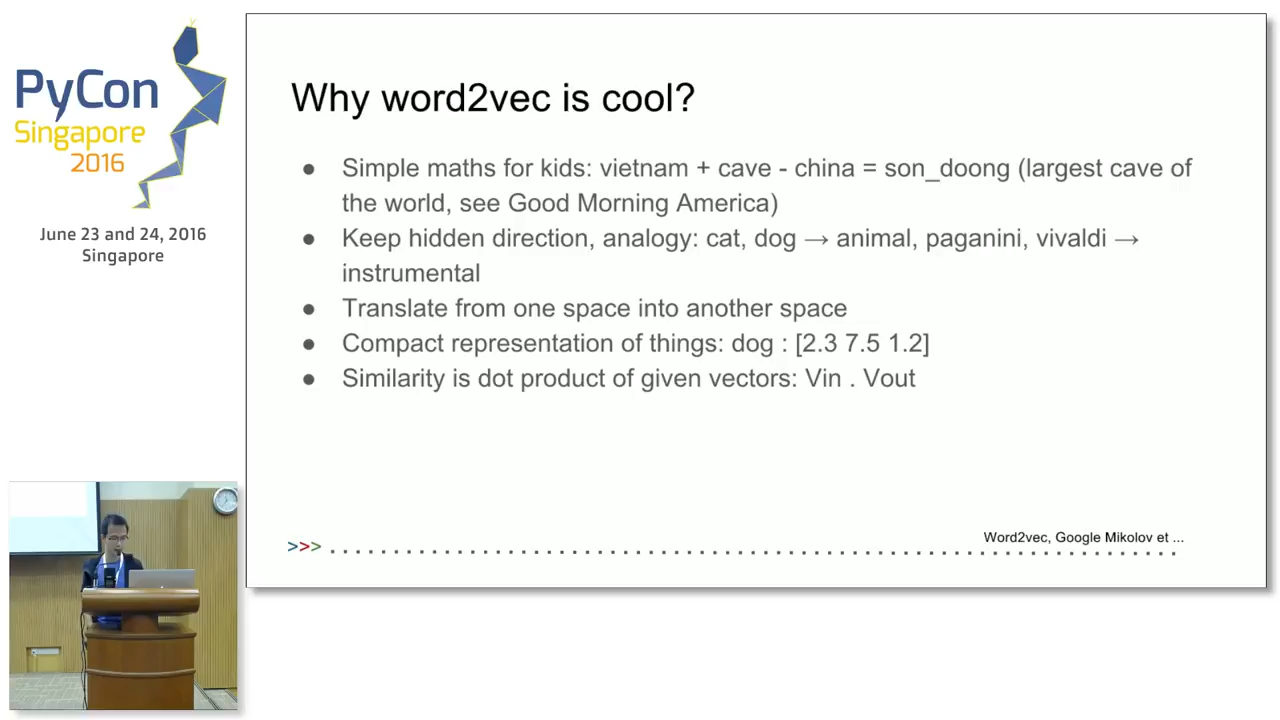 PyCon
Singapore
2016
June 23 and 24, 2016
Singapore
Why word2vec is cool?
● Simple maths for kids: vietnam + cave - china = son_doong (largest cave of
the world, see Good Morning America)
● Keep hidden direction, analogy: cat, dog → animal, paganini, vivaldi →
instrumental
● Translate from one space into another space
● Compact representation of things: dog : [2.3 7.5 1.2]
● Similarity is dot product of given vectors: Vin . Vout
>>>
Word2vec, Google Mikolov et ...